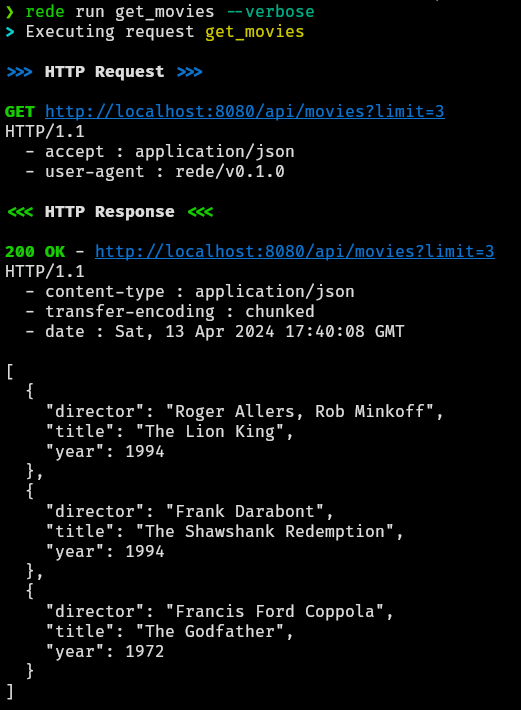 ❯ rede run get_movies --verbose
> Executing request get_movies
>>> HTTP Request >>>
GET http://localhost:8080/api/movies?limit=3
HTTP/1.1
  - accept : application/json
  - user-agent : rede/v0.1.0
<<< HTTP Response <<<
200 OK - http://localhost:8080/api/movies?limit=3
HTTP/1.1
  - content-type : application/json
  - transfer-encoding : chunked
  - date : Sat, 13 Apr 2024 17:40:08 GMT
[
  {
    "director": "Roger Allers, Rob Minkoff",
    "title": "The Lion King",
    "year": 1994
  },
  {
    "director": "Frank Darabont",
    "title": "The Shawshank Redemption",
    "year": 1994
  },
  {
    "director": "Francis Ford Coppola",
    "title": "The Godfather",
    "year": 1972
  }
]